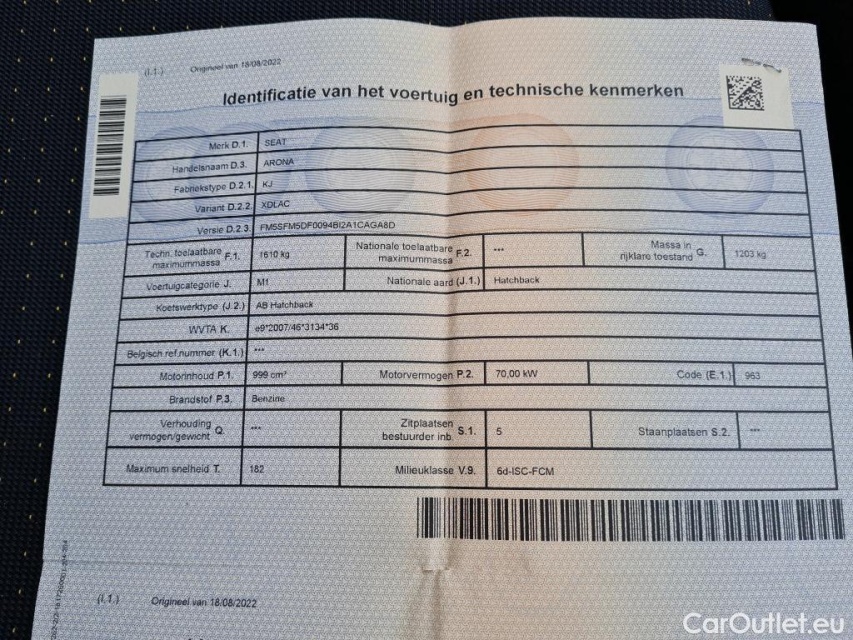 (I.1.) Origineel van 18/08/2022
Identificatie van het voertuig en technische kenmerken
Merk D.1. SEAT
Handelsnaam D.3. ARONA
Fabriekstype D.2.1. KJ
Variant D.2.2. XDLAC
Versie D.2.3. FM5SFM5DF0094BI2A1CAGA8D
Techn. toelaatbare maximummassa F.1. 1610 kg Nationale toelaatbare maximummassa F.2. *** Massa in rijklare toestand G. 1203 kg
Voertuigcategorie J. M1 Nationale aard (J.1.) Hatchback
Koetswerktype (J.2.) AB Hatchback
WVTA K. e9*2007/46*3134*36
Belgisch ref.nummer (K.1.) ***
Motorinhoud P.1. 999 cm³ Motorvermogen P.2. 70,00 kW Code (E.1.) 963
Brandstof P.3. Benzine
Verhouding vermogen/gewicht Q. *** Zitplaatsen bestuurder inb. S.1. 5 Staanplaatsen S.2. ***
Maximum snelheid T. 182 Milieuklasse V.9. 6d-ISC-FCM
(I.1.) Origineel van 18/08/2022
CarOutlet.eu